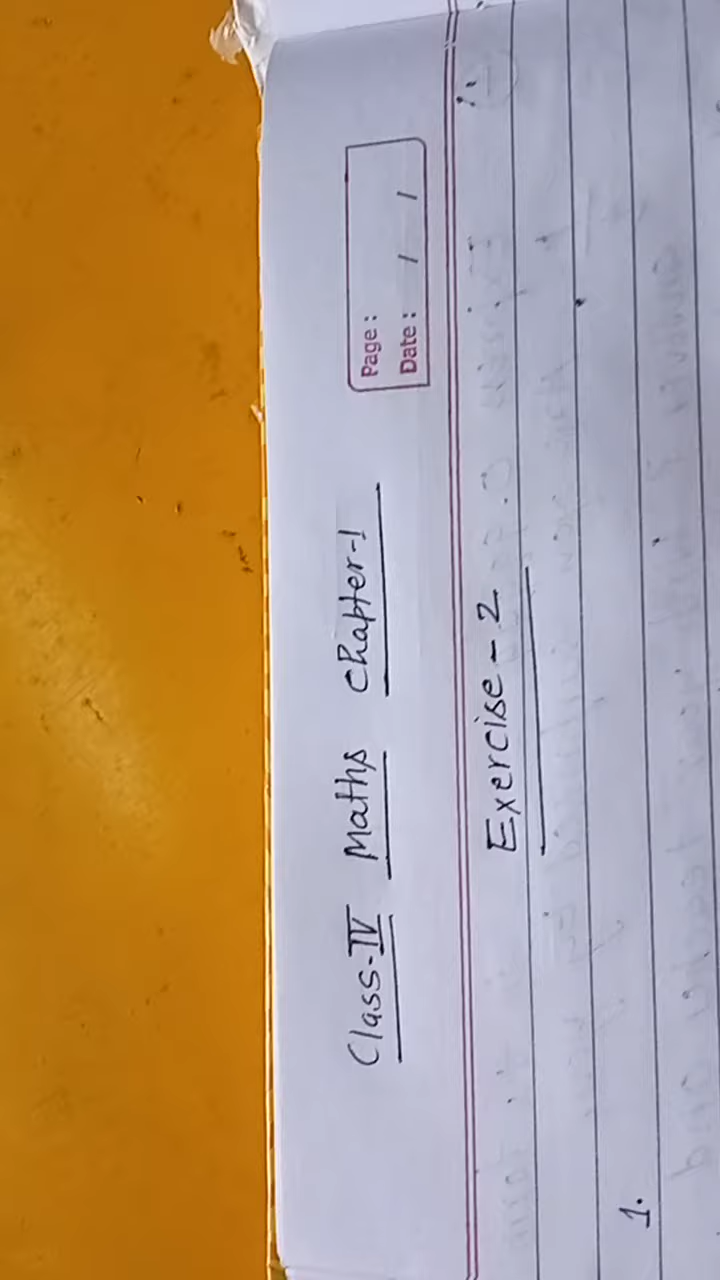 Class-IV Maths Chapter-1
Page:
Date: / /
Exercise - 2
1.